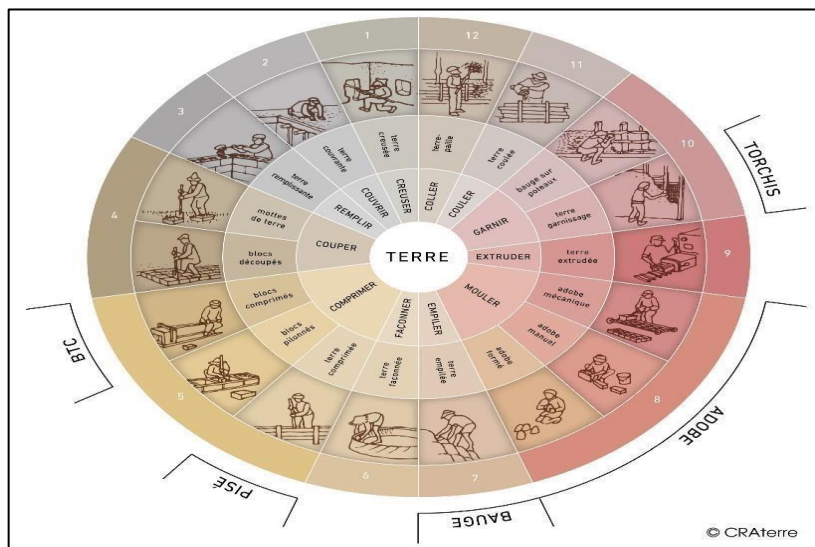 TERRE
1
CREUSER
terre
creusée
2
COUVRIR
terre
couvrante
3
REMPLIR
terre
remplissante
4
COUPER
mottes
de terre
blocs
découpés
5
COMPRIMER
blocs
comprimés
blocs
pilonnés
terre
comprimée
6
FAÇONNER
terre
façonnée
7
EMPILER
terre
empilée
8
MOULER
adobe
formé
adobe
manuel
adobe
mécanique
9
EXTRUDER
terre
extrudée
10
GARNIR
terre
garnissage
bauge sur
poteaux
11
COULER
terre
coulée
12
COLLER
terre-
paille
BTC
PISÉ
BAUGE
ADOBE
TORCHIS
© CRAterre